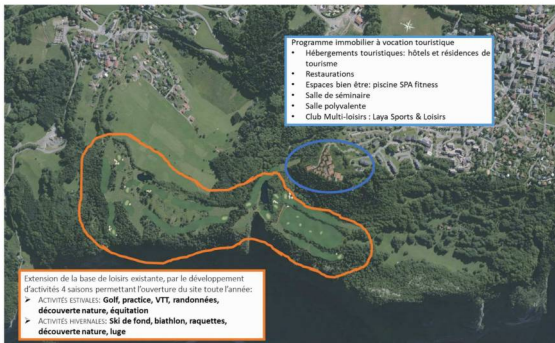 Programme immobilier à vocation touristique
• Hébergements touristiques: hôtels et résidences de
tourisme
• Restaurations
• Espaces bien être: piscine SPA fitness
• Salle de séminaire
• Salle polyvalente
• Club Multi-loisirs : Laya Sports & Loisirs
Extension de la base de loisirs existante, par le développement
d'activités 4 saisons permettant l'ouverture du site toute l'année:
➢ ACTIVITÉS ESTIVALES: Golf, practice, VTT, randonnées,
découverte nature, équitation
➢ ACTIVITÉS HIVERNALES: Ski de fond, biathlon, raquettes,
découverte nature, luge